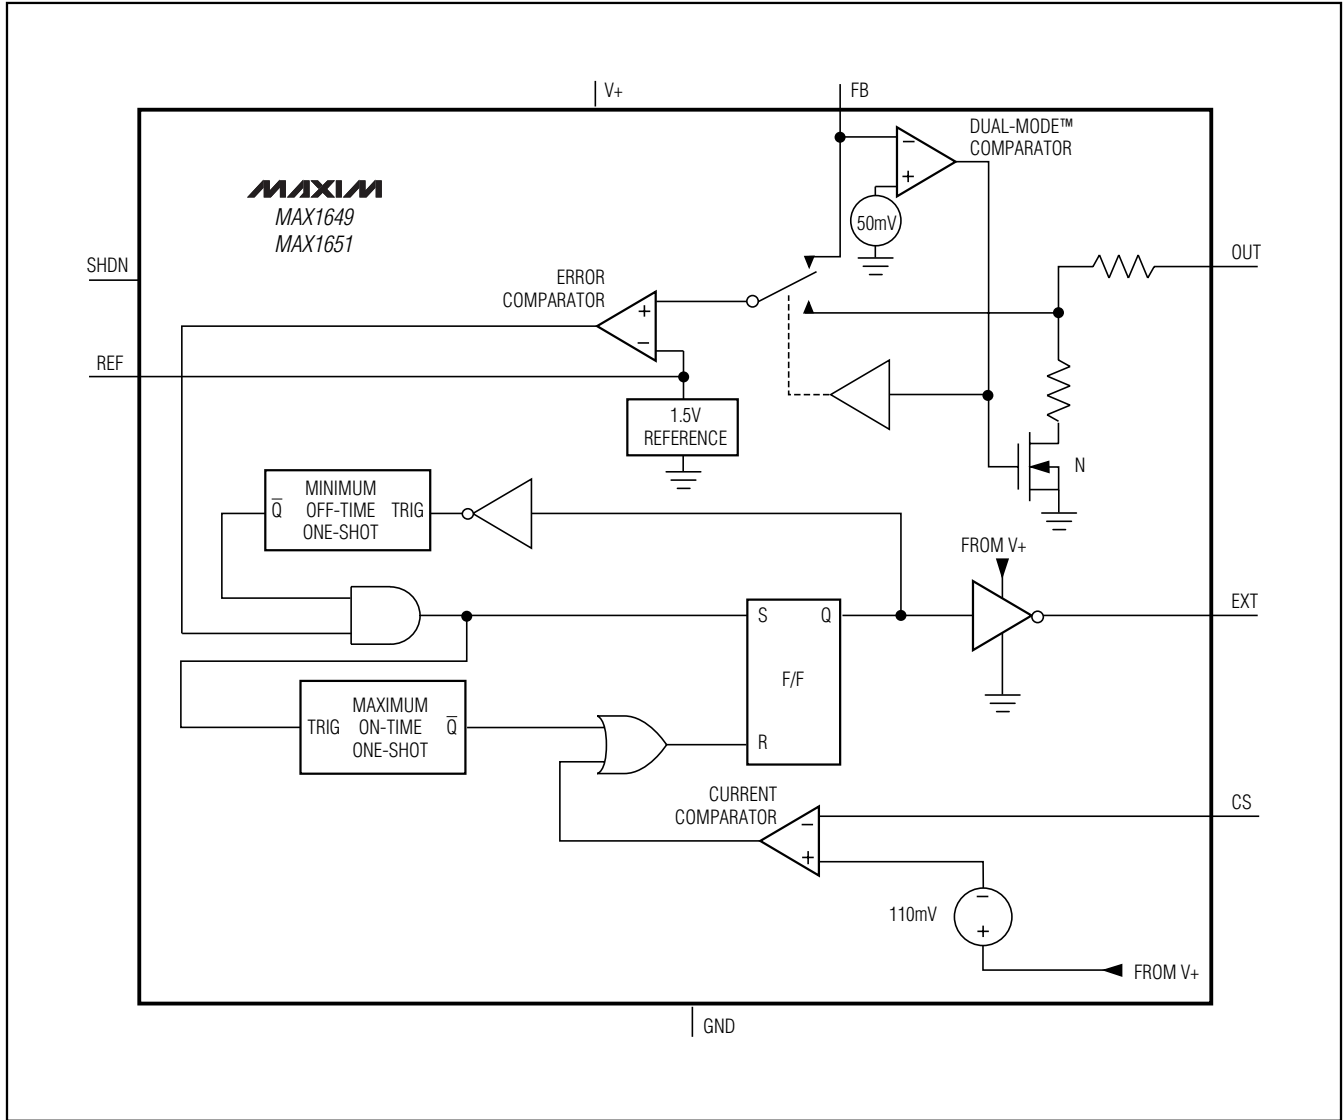 V+
FB
DUAL-MODE™
COMPARATOR
MAXIM
MAX1649
MAX1651
−
+
50mV
SHDN
OUT
ERROR
COMPARATOR
+
−
REF
1.5V
REFERENCE
N
MINIMUM
Q̅ OFF-TIME TRIG
ONE-SHOT
FROM V+
EXT
S Q
F/F
R
MAXIMUM
TRIG ON-TIME Q̅
ONE-SHOT
CURRENT
COMPARATOR
CS
−
+
110mV
−
+
FROM V+
GND